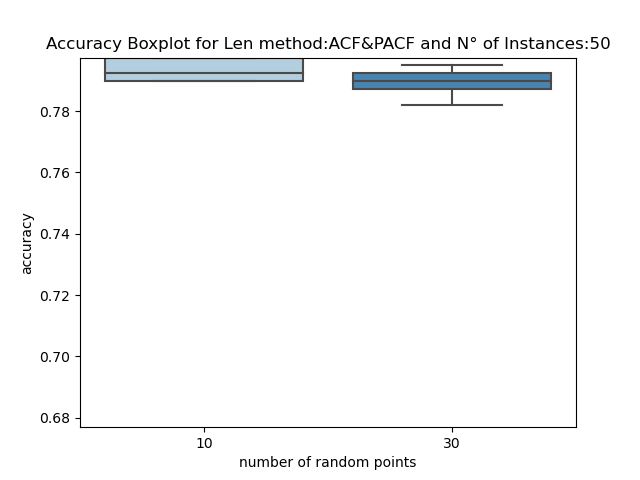 Accuracy Boxplot for Len method:ACF&PACF and N° of Instances:50
0.78
0.76
0.74
0.72
0.70
0.68
accuracy
10 30
number of random points